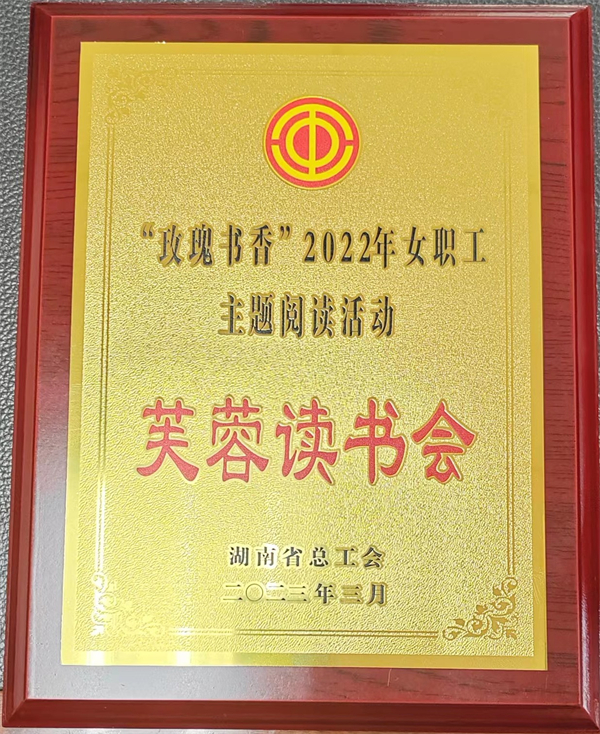 “玫瑰书香”2022年女职工
主题阅读活动
芙蓉读书会
湖南省总工会
二〇二三年三月